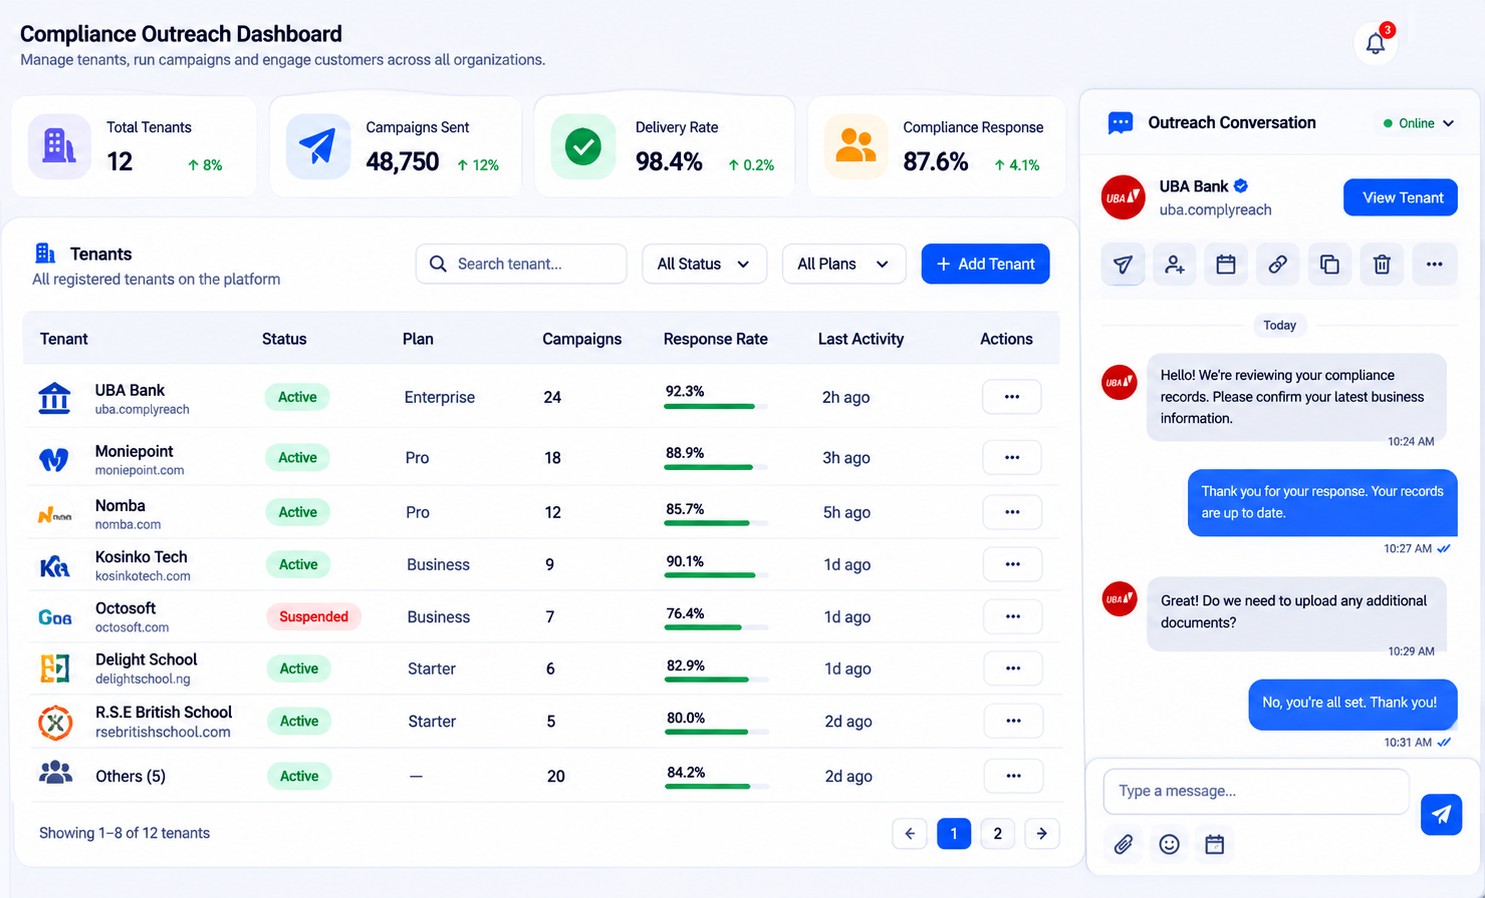 Compliance Outreach Dashboard
Manage tenants, run campaigns and engage customers across all organizations.
3
Total Tenants
12
↑ 8%
Campaigns Sent
48,750
↑ 12%
Delivery Rate
98.4%
↑ 0.2%
Compliance Response
87.6%
↑ 4.1%
Tenants
All registered tenants on the platform
Search tenant...
All Status
All Plans
+ Add Tenant
Tenant Status Plan Campaigns Response Rate Last Activity Actions
UBA Bank
uba.complyreach
Active Enterprise 24 92.3% 2h ago
Moniepoint
moniepoint.com
Active Pro 18 88.9% 3h ago
Nomba
nomba.com
Active Pro 12 85.7% 5h ago
Kosinko Tech
kosinkotech.com
Active Business 9 90.1% 1d ago
Octosoft
octosoft.com
Suspended Business 7 76.4% 1d ago
Delight School
delightschool.ng
Active Starter 6 82.9% 1d ago
R.S.E British School
rsebritishschool.com
Active Starter 5 80.0% 2d ago
Others (5)
Active — 20 84.2% 2d ago
Showing 1–8 of 12 tenants
← 1 2 →
Outreach Conversation
Online
UBA
UBA Bank
uba.complyreach
View Tenant
Today
UBA
Hello! We're reviewing your compliance
records. Please confirm your latest business
information.
10:24 AM
Thank you for your response. Your records
are up to date.
10:27 AM
UBA
Great! Do we need to upload any additional
documents?
10:29 AM
No, you're all set. Thank you!
10:31 AM
Type a message...